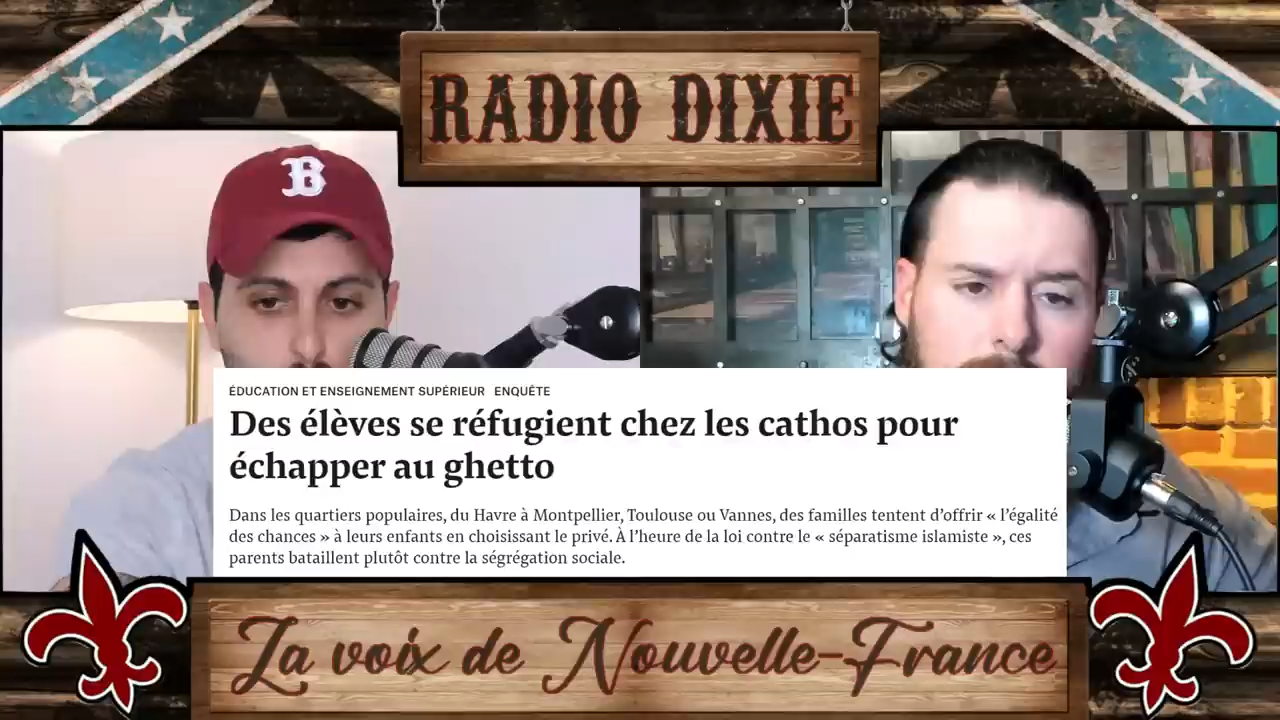 RADIO DIXIE
B
ÉDUCATION ET ENSEIGNEMENT SUPÉRIEUR ENQUÊTE
Des élèves se réfugient chez les cathos pour
échapper au ghetto
Dans les quartiers populaires, du Havre à Montpellier, Toulouse ou Vannes, des familles tentent d’offrir « l’égalité
des chances » à leurs enfants en choisissant le privé. À l’heure de la loi contre le « séparatisme islamiste », ces
parents bataillent plutôt contre la ségrégation sociale.
La voix de Nouvelle-France